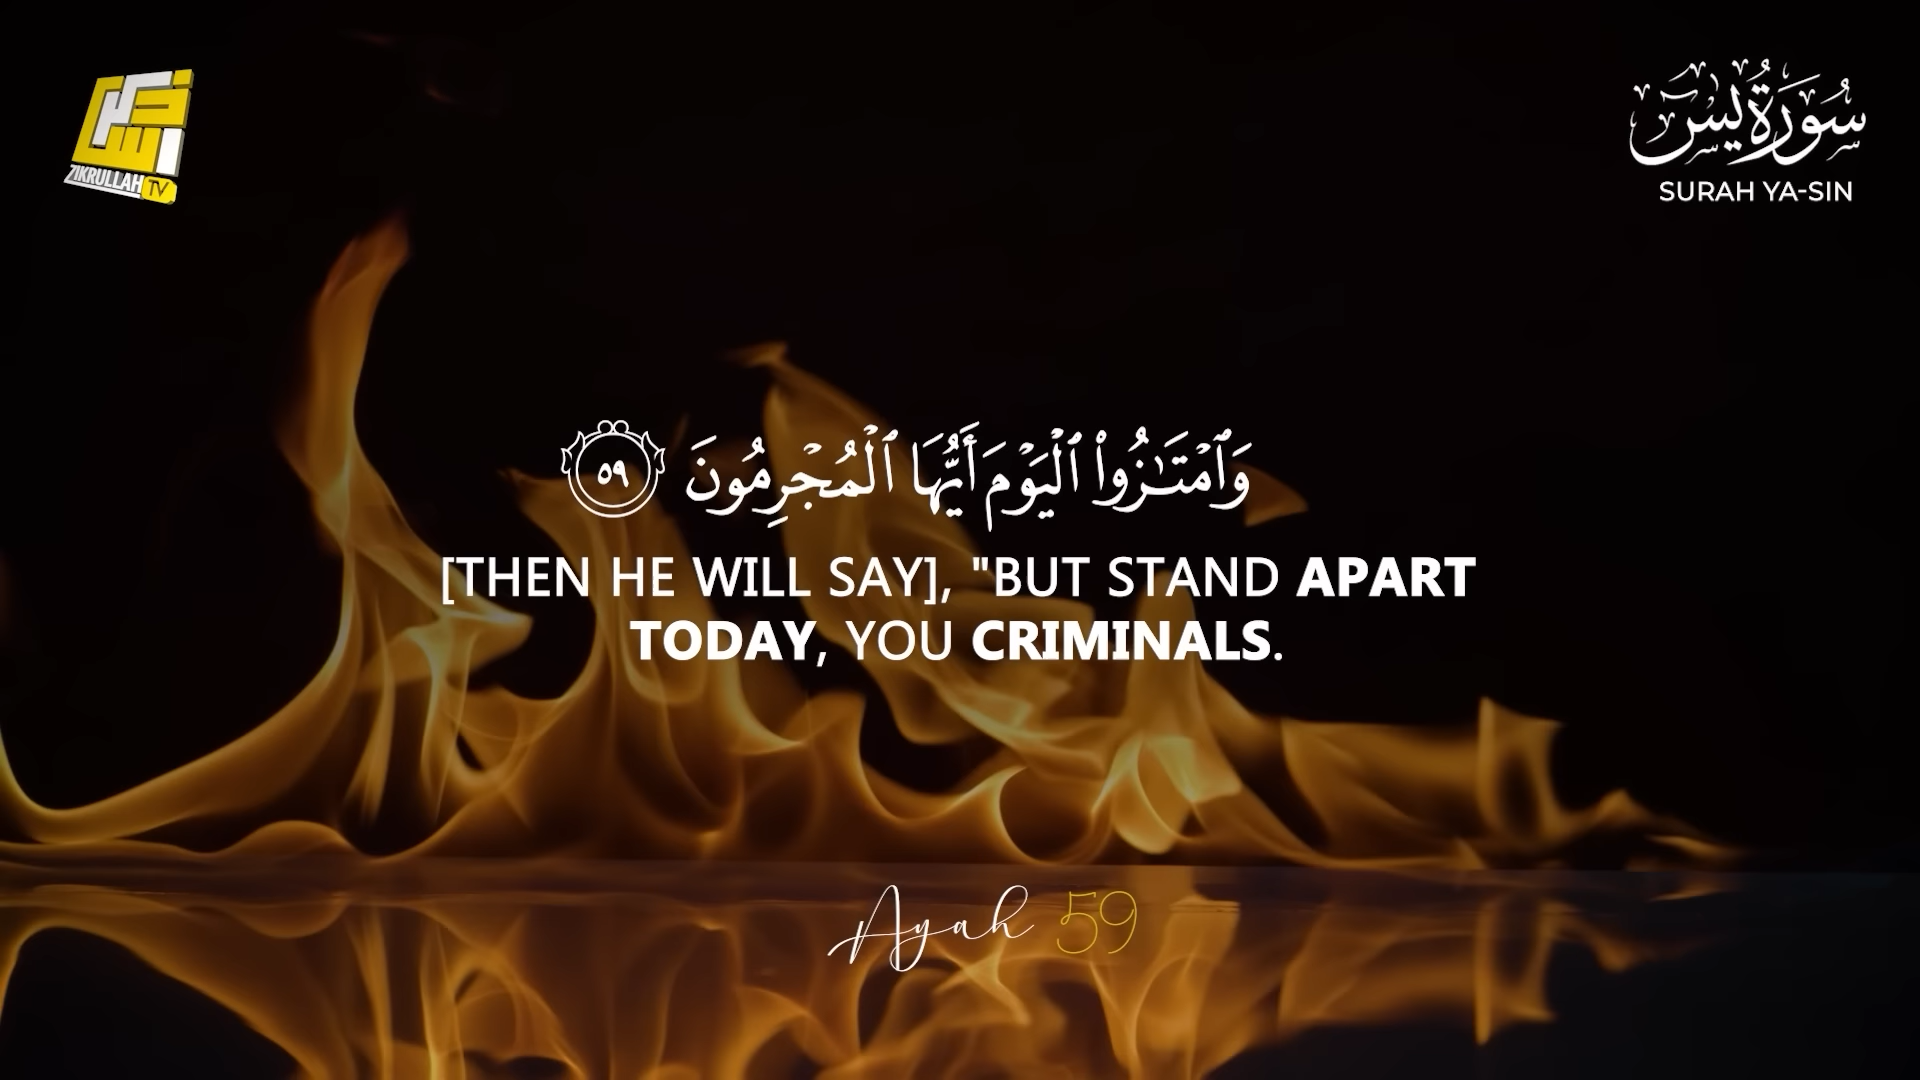 ZIKRULLAH TV
سُورَةُ يسٓ
SURAH YA-SIN
وَٱمْتَـٰزُوا۟ ٱلْيَوْمَ أَيُّهَا ٱلْمُجْرِمُونَ ٥٩
[THEN HE WILL SAY], "BUT STAND APART
TODAY, YOU CRIMINALS.
Ayah 59